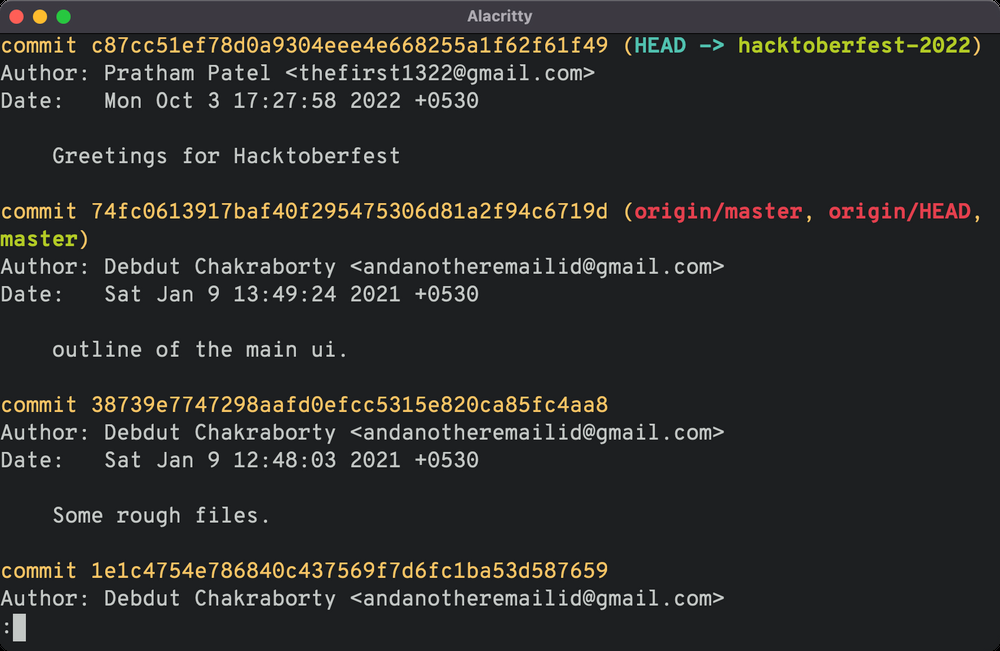 Alacritty
commit c87cc51ef78d0a9304eee4e668255a1f62f61f49 (HEAD -> hacktoberfest-2022)
Author: Pratham Patel <thefirst1322@gmail.com>
Date:   Mon Oct 3 17:27:58 2022 +0530
    Greetings for Hacktoberfest
commit 74fc0613917baf40f295475306d81a2f94c6719d (origin/master, origin/HEAD,
master)
Author: Debdut Chakraborty <andanotheremailid@gmail.com>
Date:   Sat Jan 9 13:49:24 2021 +0530
    outline of the main ui.
commit 38739e7747298aafd0efcc5315e820ca85fc4aa8
Author: Debdut Chakraborty <andanotheremailid@gmail.com>
Date:   Sat Jan 9 12:48:03 2021 +0530
    Some rough files.
commit 1e1c4754e786840c437569f7d6fc1ba53d587659
Author: Debdut Chakraborty <andanotheremailid@gmail.com>
: